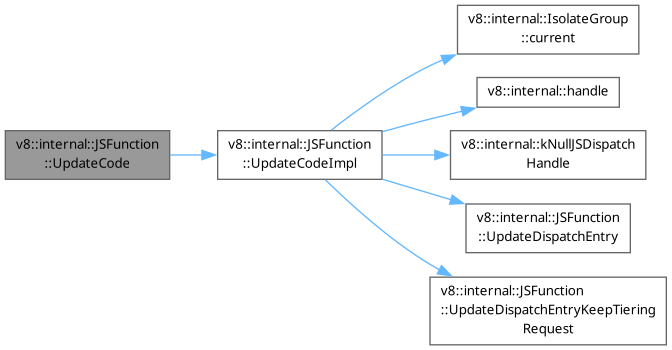 v8::internal::JSFunction
::UpdateCode
v8::internal::JSFunction
::UpdateCodeImpl
v8::internal::IsolateGroup
::current
v8::internal::handle
v8::internal::kNullJSDispatch
Handle
v8::internal::JSFunction
::UpdateDispatchEntry
v8::internal::JSFunction
::UpdateDispatchEntryKeepTiering
Request